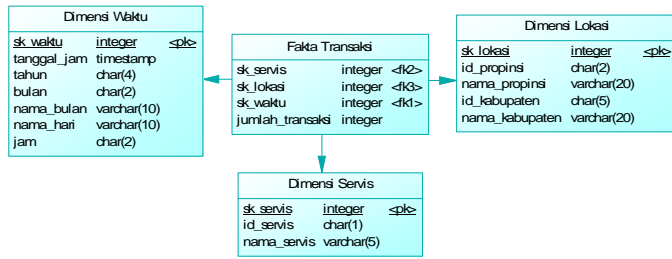 Dimensi Waktu
sk_waktu integer <pk>
tanggal_jam timestamp
tahun char(4)
bulan char(2)
nama_bulan varchar(10)
nama_hari varchar(10)
jam char(2)
Fakta Transaksi
sk_servis integer <fk2>
sk_lokasi integer <fk3>
sk_waktu integer <fk1>
jumlah_transaksi integer
Dimensi Lokasi
sk_lokasi integer <pk>
id_propinsi char(2)
nama_propinsi varchar(20)
id_kabupaten char(5)
nama_kabupaten varchar(20)
Dimensi Servis
sk_servis integer <pk>
id_servis char(1)
nama_servis varchar(5)